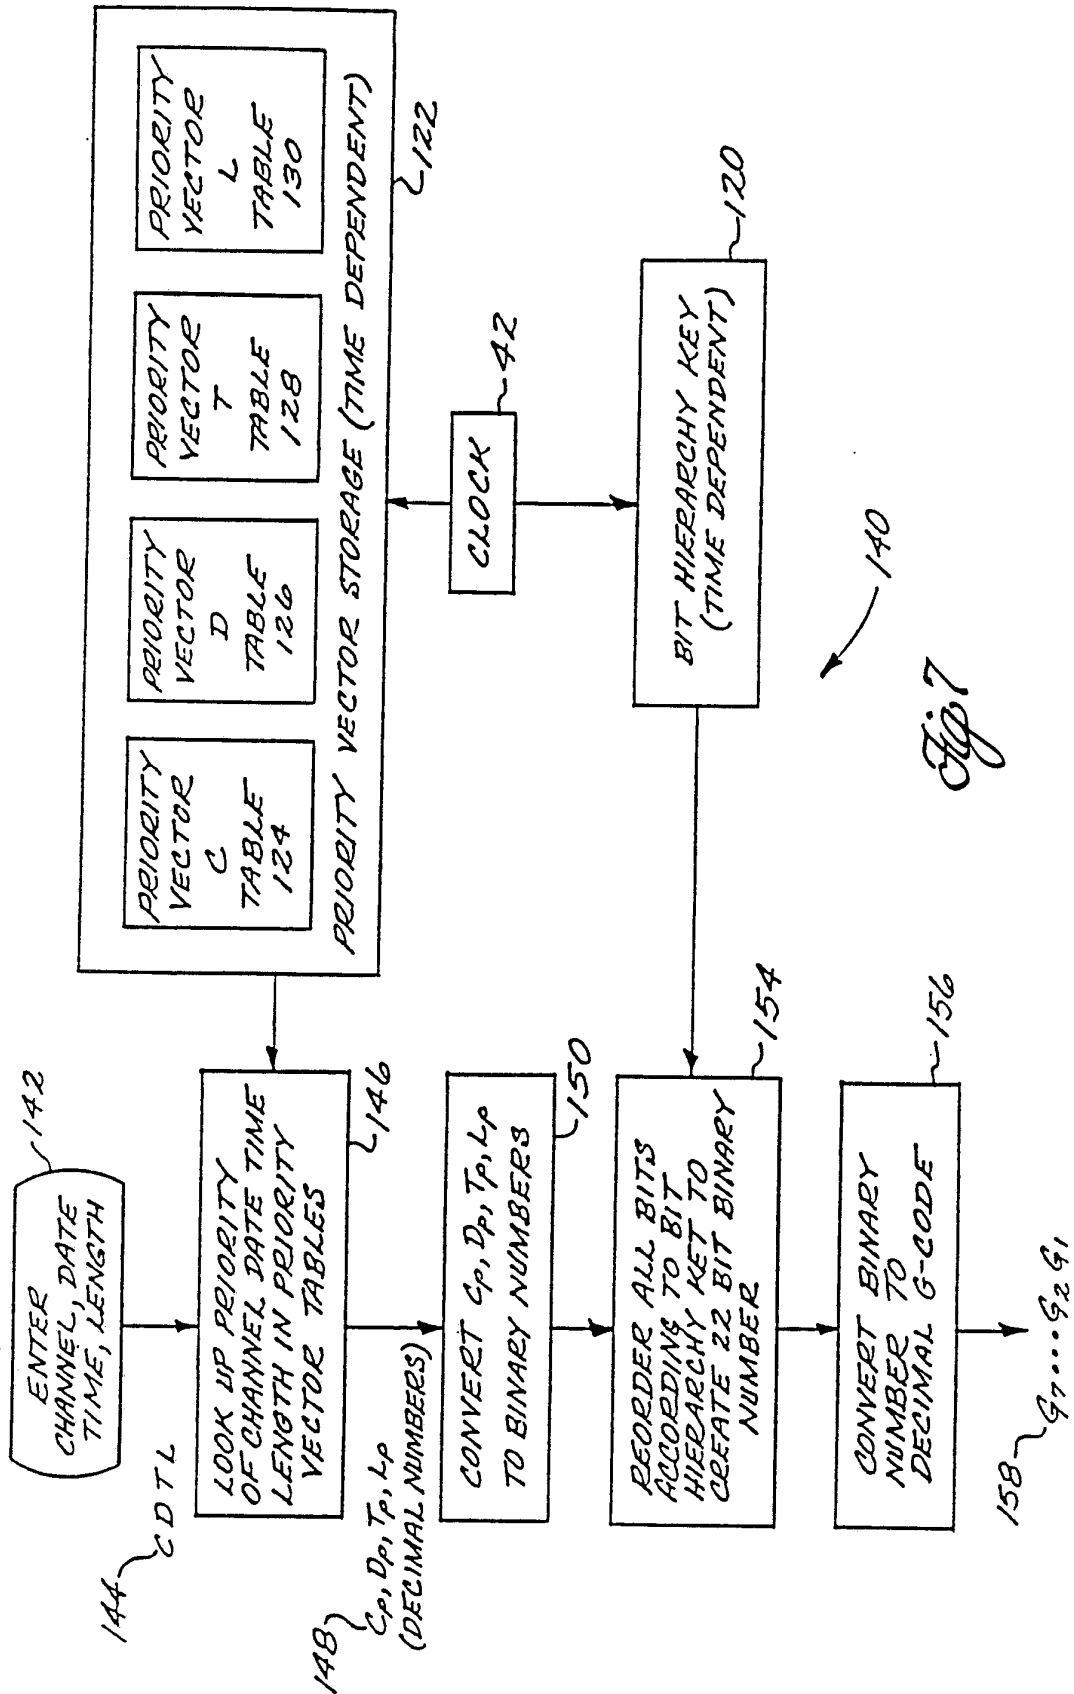 ENTER
CHANNEL, DATE
TIME, LENGTH
142
144
C D T L
LOOK UP PRIORITY
OF CHANNEL DATE TIME
LENGTH IN PRIORITY
VECTOR TABLES
146
148
Cp, Dp, Tp, Lp
(DECIMAL NUMBERS)
CONVERT Cp, Dp, Tp, Lp
TO BINARY NUMBERS
150
REORDER ALL BITS
ACCORDING TO BIT
HIERARCHY KET TO
CREATE 22 BIT BINARY
NUMBER
154
CONVERT BINARY
NUMBER TO
DECIMAL G-CODE
156
158
G7....G2G1
PRIORITY
VECTOR
C
TABLE
124
PRIORITY
VECTOR
D
TABLE
126
PRIORITY
VECTOR
T
TABLE
128
PRIORITY
VECTOR
L
TABLE
130
PRIORITY VECTOR STORAGE (TIME DEPENDENT)
122
CLOCK
42
BIT HIERARCHY KEY
(TIME DEPENDENT)
120
140
Fig 7